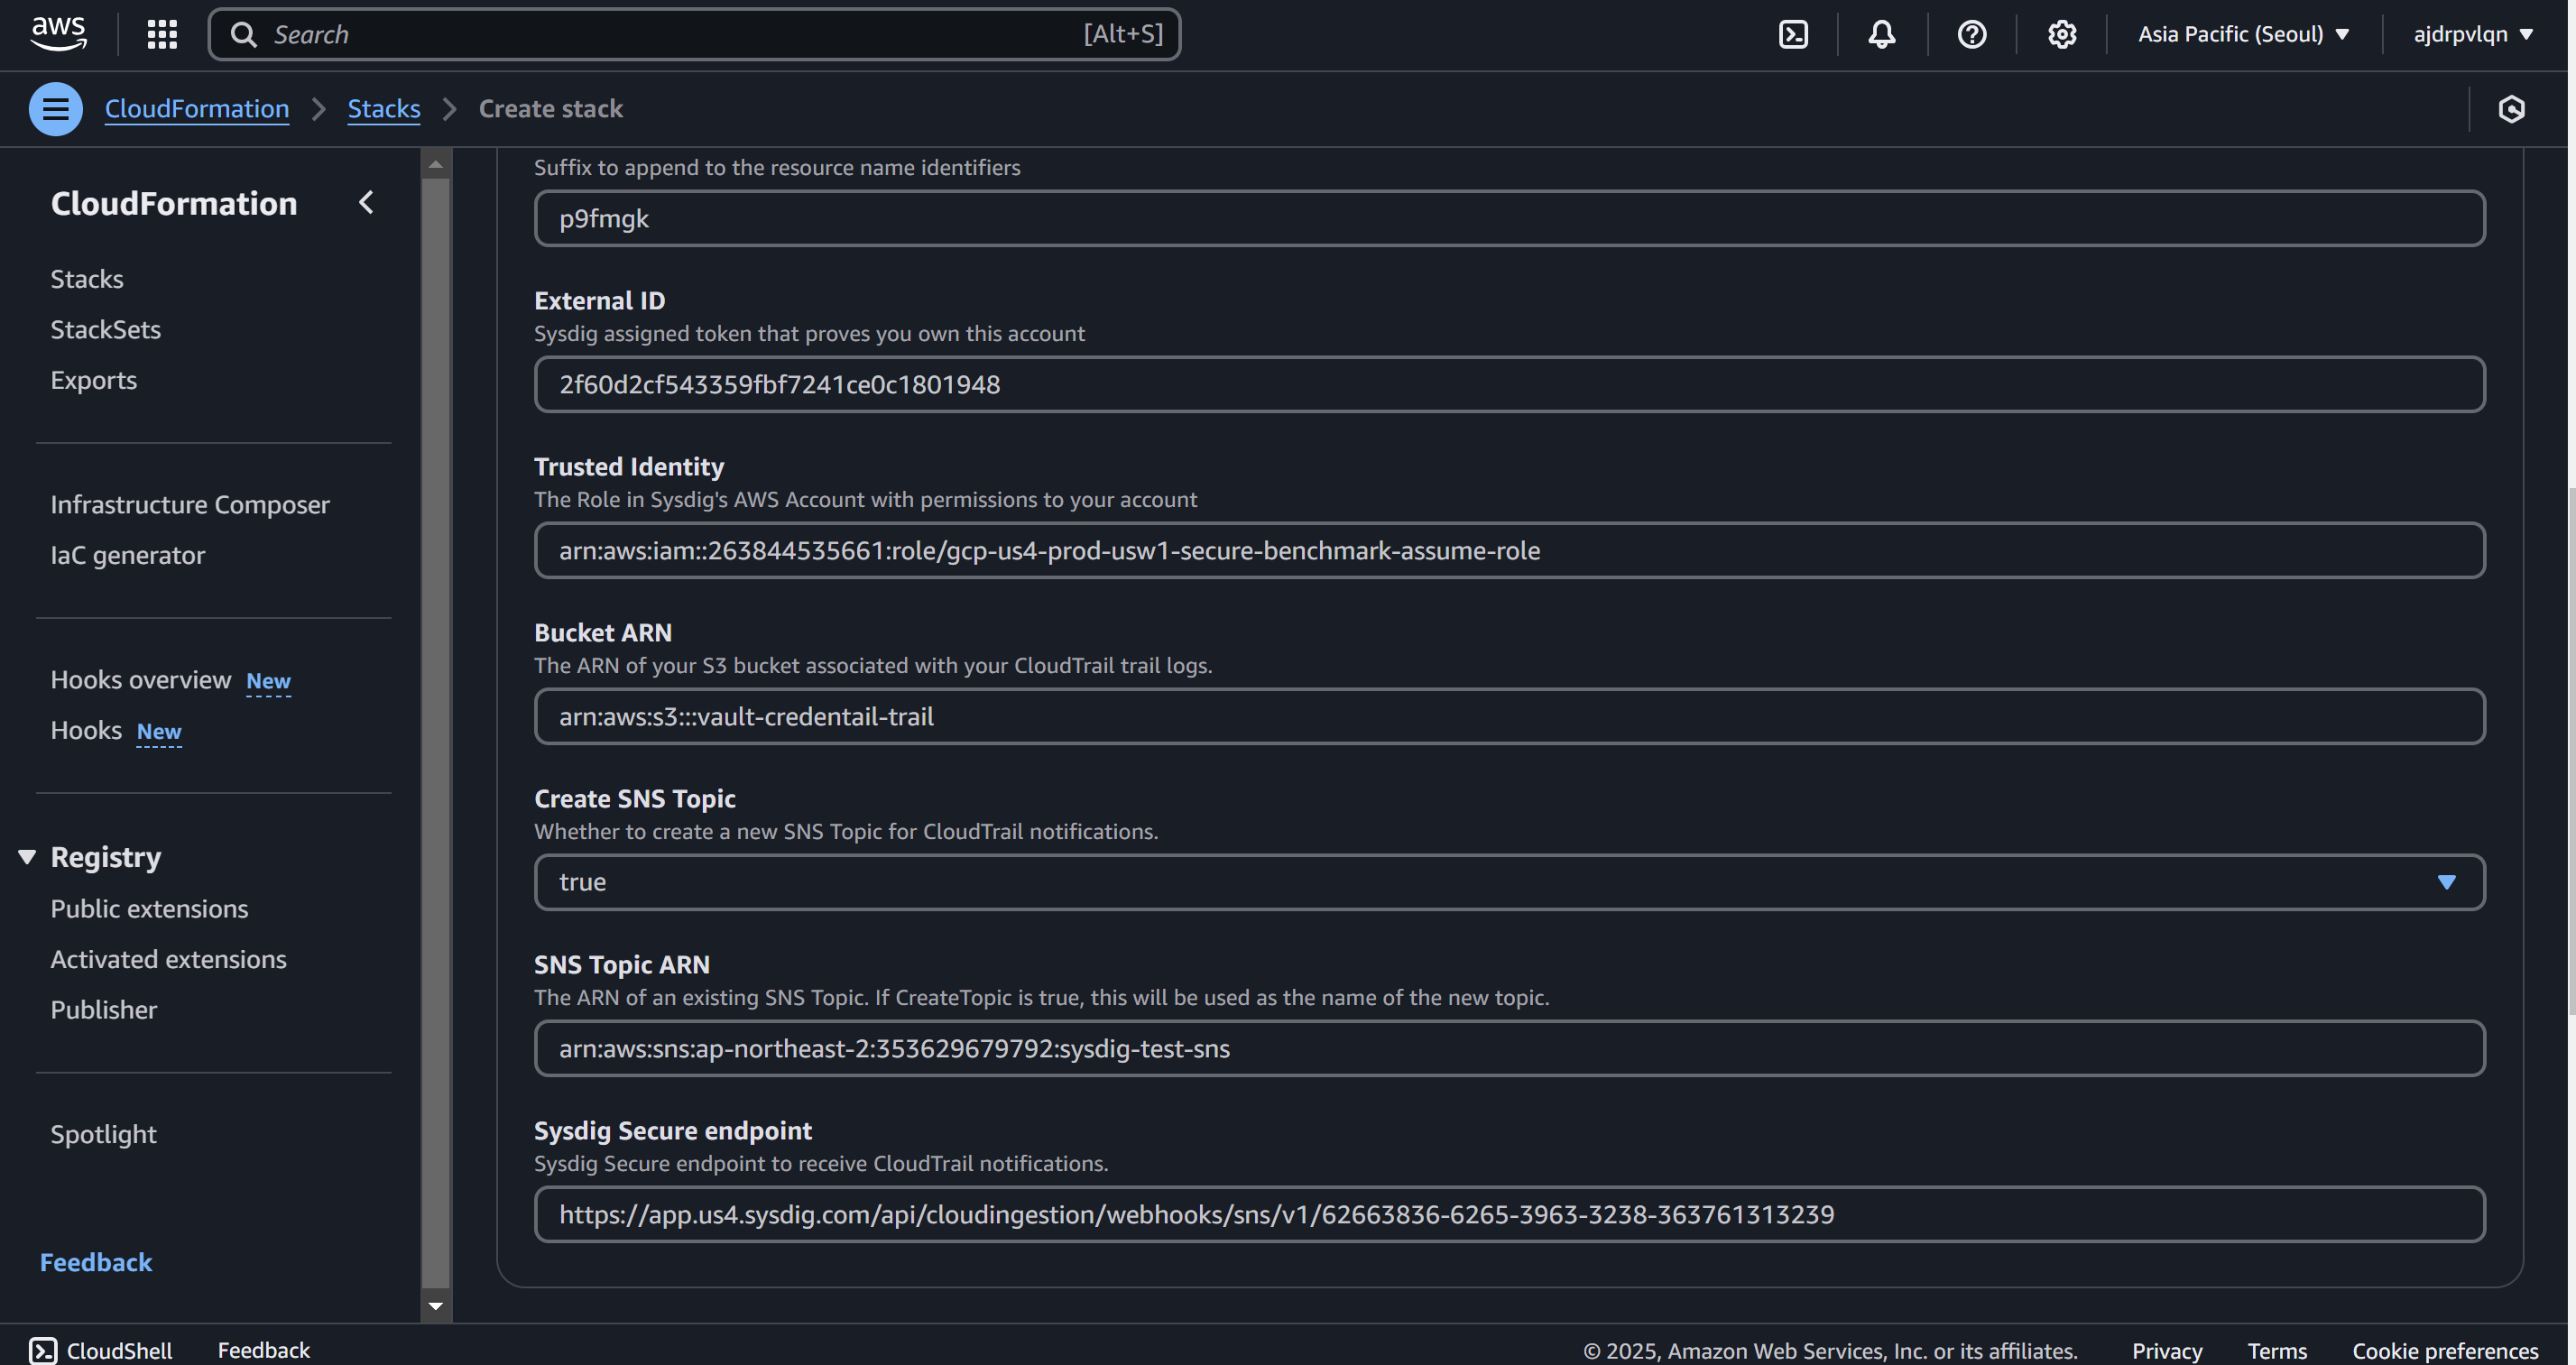 aws
Search [Alt+S]
Asia Pacific (Seoul)
ajdrpvlqn
CloudFormation
Stacks
Create stack
CloudFormation
Stacks
StackSets
Exports
Infrastructure Composer
IaC generator
Hooks overview New
Hooks New
Registry
Public extensions
Activated extensions
Publisher
Spotlight
Feedback
Suffix to append to the resource name identifiers
p9fmgk
External ID
Sysdig assigned token that proves you own this account
2f60d2cf543359fbf7241ce0c1801948
Trusted Identity
The Role in Sysdig's AWS Account with permissions to your account
arn:aws:iam::263844535661:role/gcp-us4-prod-usw1-secure-benchmark-assume-role
Bucket ARN
The ARN of your S3 bucket associated with your CloudTrail trail logs.
arn:aws:s3:::vault-credentail-trail
Create SNS Topic
Whether to create a new SNS Topic for CloudTrail notifications.
true
SNS Topic ARN
The ARN of an existing SNS Topic. If CreateTopic is true, this will be used as the name of the new topic.
arn:aws:sns:ap-northeast-2:353629679792:sysdig-test-sns
Sysdig Secure endpoint
Sysdig Secure endpoint to receive CloudTrail notifications.
https://app.us4.sysdig.com/api/cloudingestion/webhooks/sns/v1/62663836-6265-3963-3238-363761313239
CloudShell
Feedback
© 2025, Amazon Web Services, Inc. or its affiliates.
Privacy
Terms
Cookie preferences